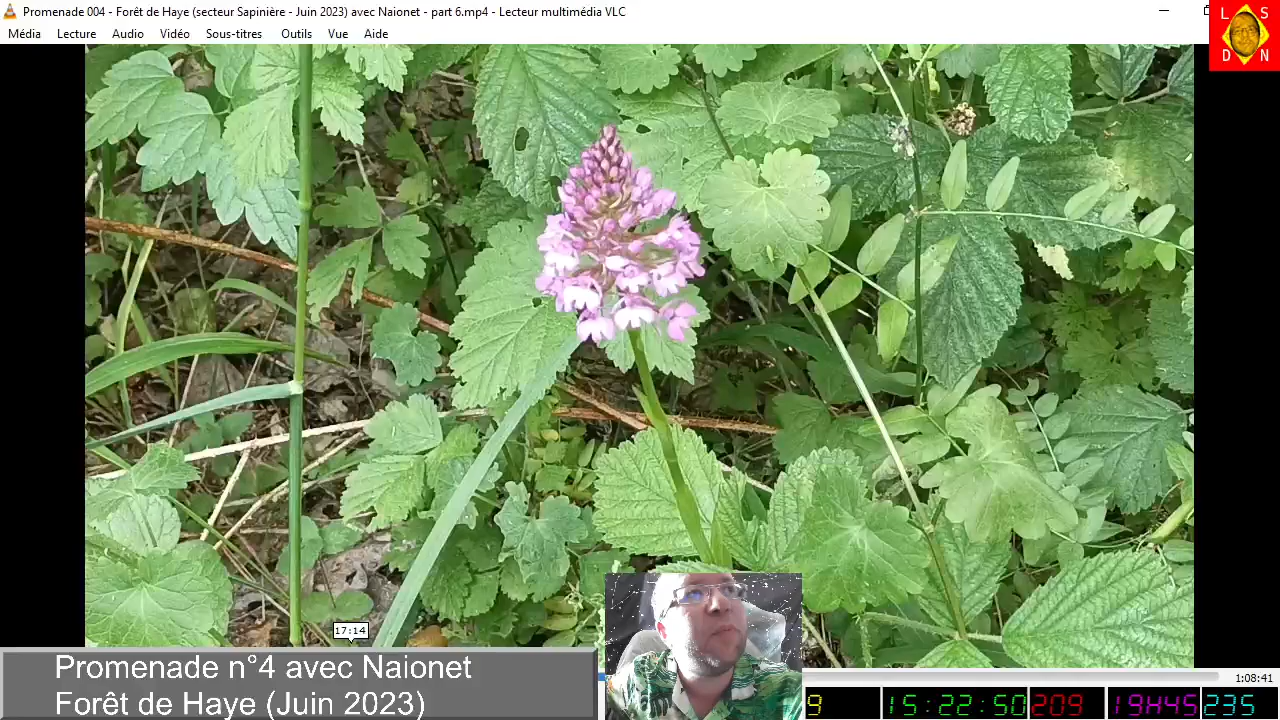 Promenade 004 - Forêt de Haye (secteur Sapinière - Juin 2023) avec Naionet - part 6.mp4 - Lecteur multimédia VLC
Média Lecture Audio Vidéo Sous-titres Outils Vue Aide
L S
D N
17:14
Promenade n°4 avec Naionet
Forêt de Haye (Juin 2023)
1:08:41
9 15:22:50 209 19H45 235